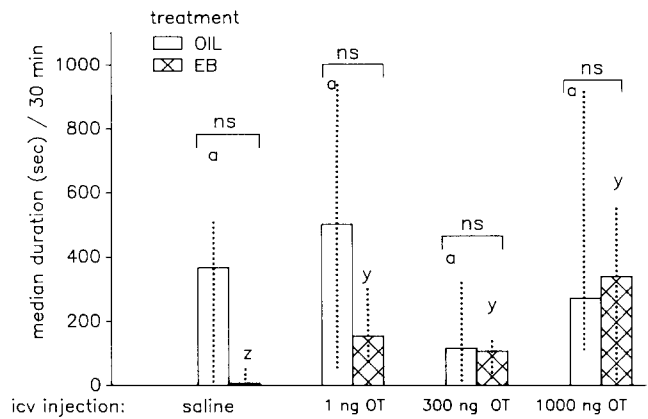 treatment
OIL
EB
median duration (sec) / 30 min
1000
800
600
400
200
0
ns
a
z
ns
a
y
ns
a
y
ns
a
y
icv injection: saline 1 ng OT 300 ng OT 1000 ng OT